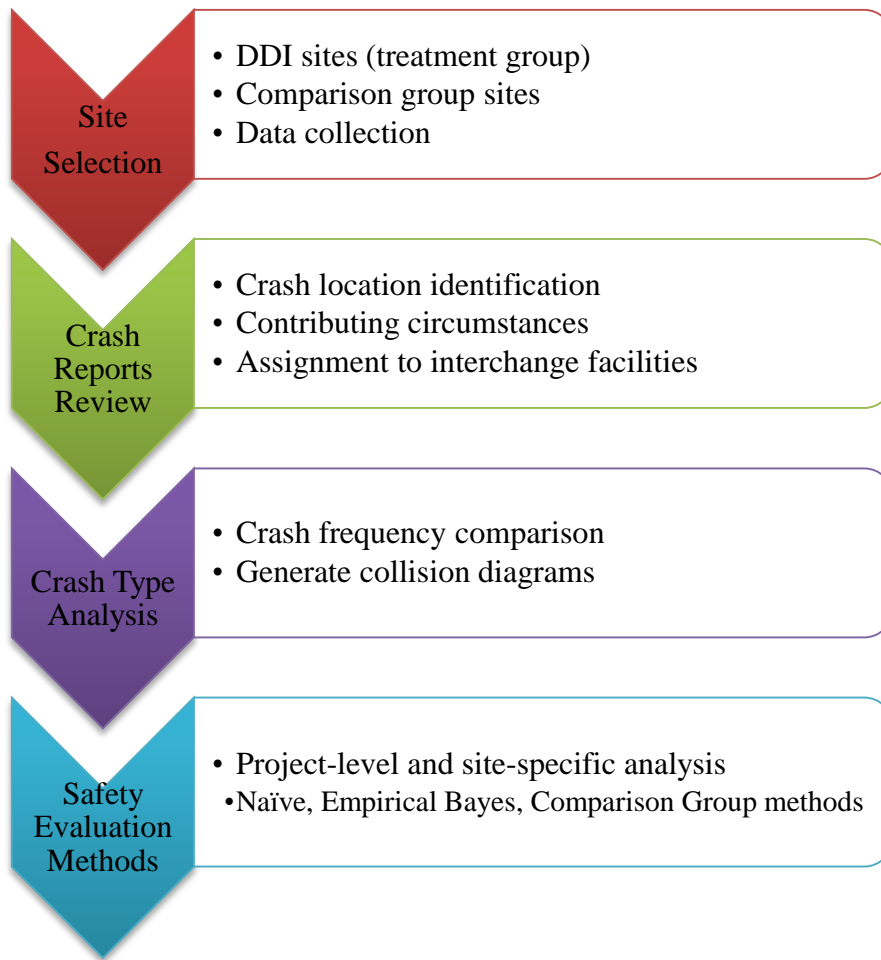 Site
Selection
• DDI sites (treatment group)
• Comparison group sites
• Data collection
Crash
Reports
Review
• Crash location identification
• Contributing circumstances
• Assignment to interchange facilities
Crash Type
Analysis
• Crash frequency comparison
• Generate collision diagrams
Safety
Evaluation
Methods
• Project-level and site-specific analysis
•Naïve, Empirical Bayes, Comparison Group methods